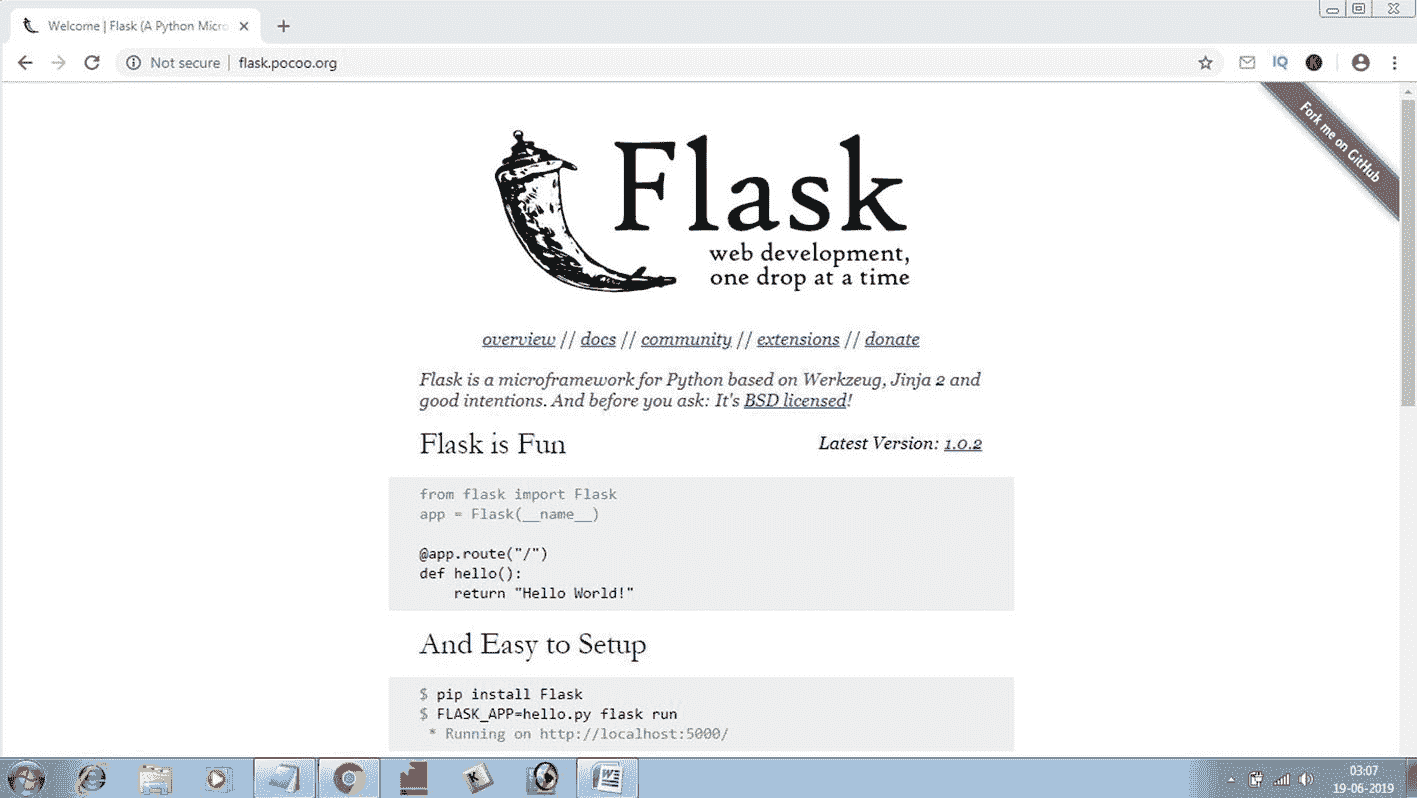 Welcome | Flask (A Python Micro
Not secure | flask.pocoo.org
IQ
K
Fork me on GitHub
Flask
web development,
one drop at a time
overview // docs // community // extensions // donate
Flask is a microframework for Python based on Werkzeug, Jinja 2 and
good intentions. And before you ask: It's BSD licensed!
Flask is Fun
Latest Version: 1.0.2
from flask import Flask
app = Flask(__name__)
@app.route("/")
def hello():
    return "Hello World!"
And Easy to Setup
$ pip install Flask
$ FLASK_APP=hello.py flask run
 * Running on http://localhost:5000/
K
W
03:07
19-06-2019